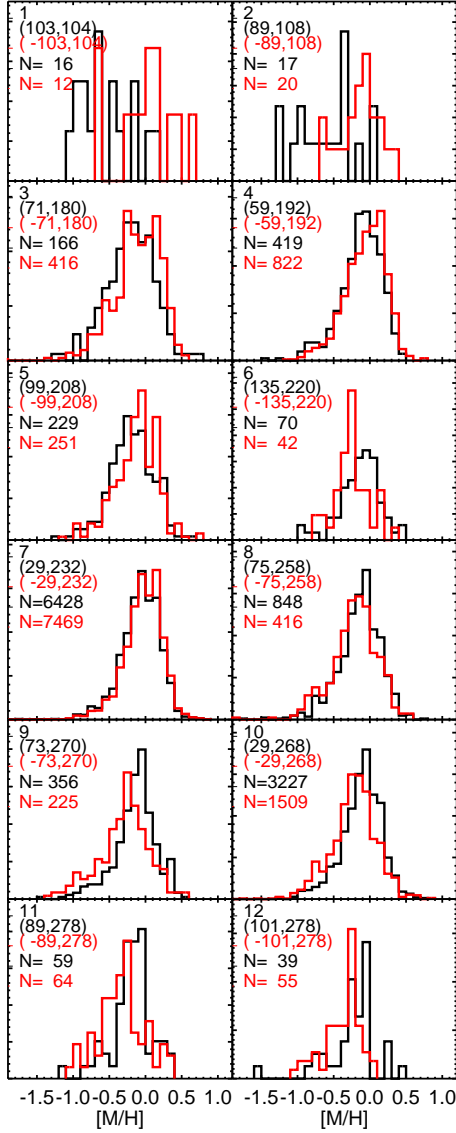 1
(103,104)
( -103,104)
N= 16
N= 12
2
(89,108)
( -89,108)
N= 17
N= 20
3
(71,180)
( -71,180)
N= 166
N= 416
4
(59,192)
( -59,192)
N= 419
N= 822
5
(99,208)
( -99,208)
N= 229
N= 251
6
(135,220)
( -135,220)
N= 70
N= 42
7
(29,232)
( -29,232)
N=6428
N=7469
8
(75,258)
( -75,258)
N= 848
N= 416
9
(73,270)
( -73,270)
N= 356
N= 225
10
(29,268)
( -29,268)
N=3227
N=1509
11
(89,278)
( -89,278)
N= 59
N= 64
12
(101,278)
( -101,278)
N= 39
N= 55
-1.5 -1.0 -0.5 0.0 0.5 1.0
-1.5 -1.0 -0.5 0.0 0.5 1.0
[M/H]
[M/H]